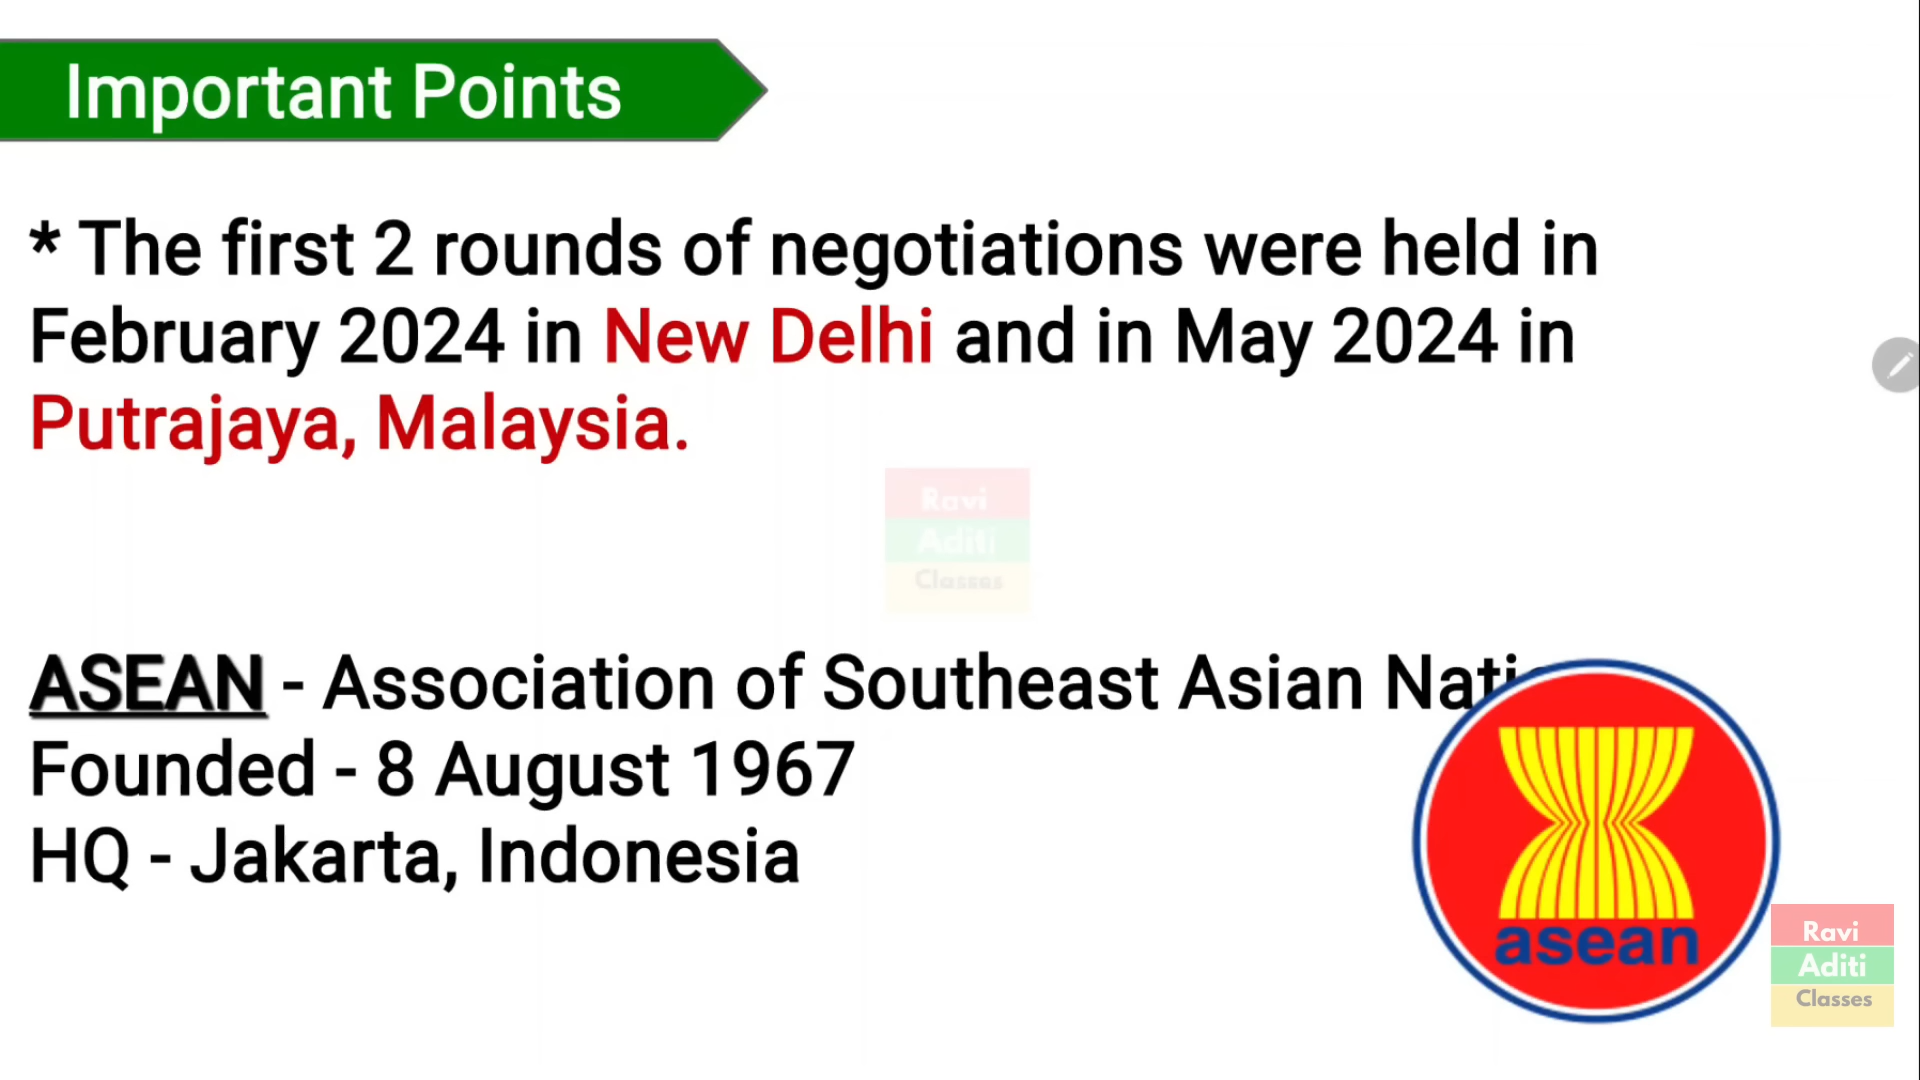 Important Points
* The first 2 rounds of negotiations were held in
February 2024 in New Delhi and in May 2024 in
Putrajaya, Malaysia.
Ravi
Aditi
Classes
ASEAN - Association of Southeast Asian
Founded - 8 August 1967
HQ - Jakarta, Indonesia
asean
Ravi
Aditi
Classes